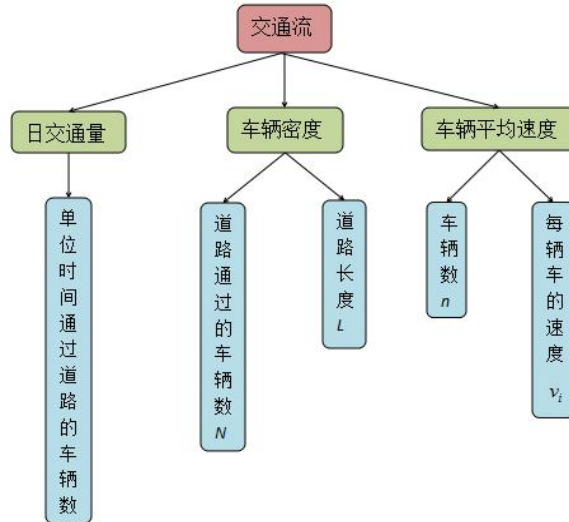 交通流
日交通量
车辆密度
车辆平均速度
单位时间通过道路的车辆数
道路通过的车辆数N
道路长度L
车辆数n
每辆车的速度 vᵢ